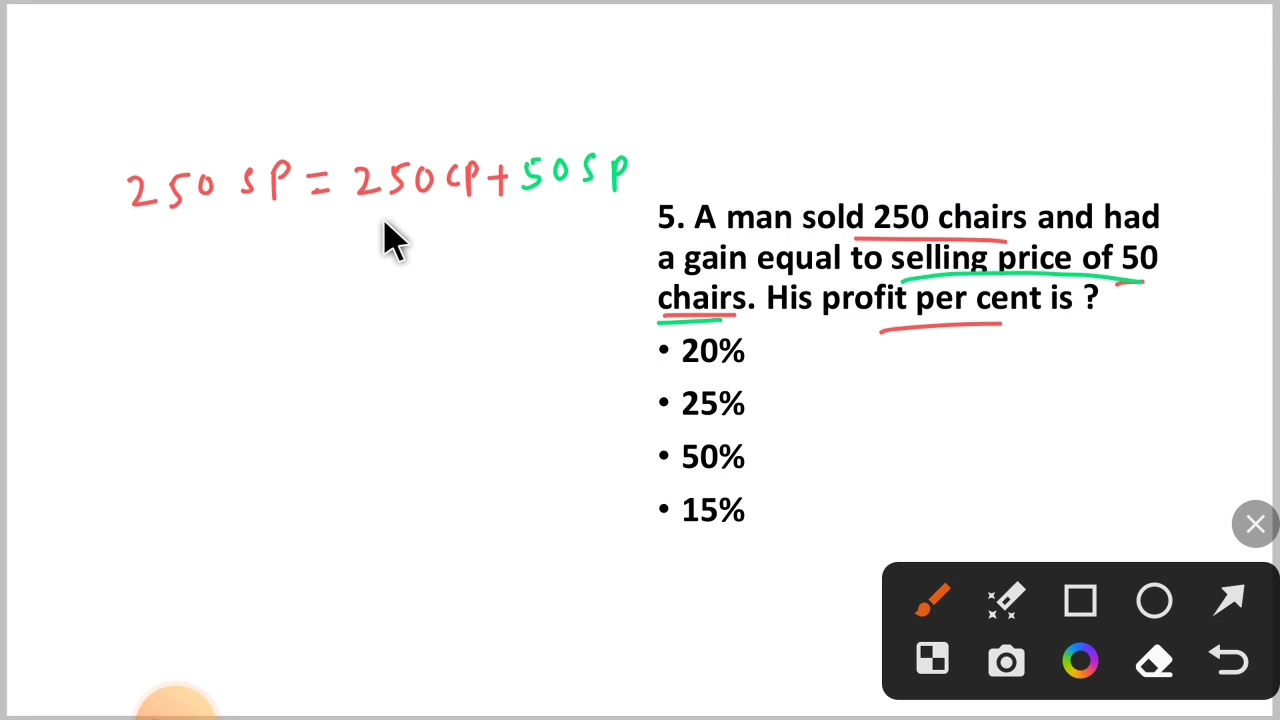 250 SP = 250 CP + 50 SP
5. A man sold 250 chairs and had
a gain equal to selling price of 50
chairs. His profit per cent is ?
• 20%
• 25%
• 50%
• 15%